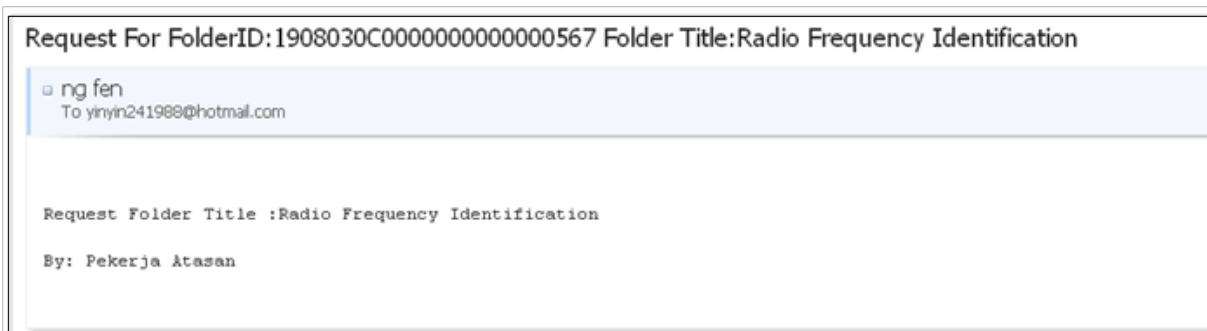 Request For FolderID:1908030C0000000000000567 Folder Title:Radio Frequency Identification
ng fen
To yinyin241988@hotmail.com
Request Folder Title :Radio Frequency Identification
By: Pekerja Atasan